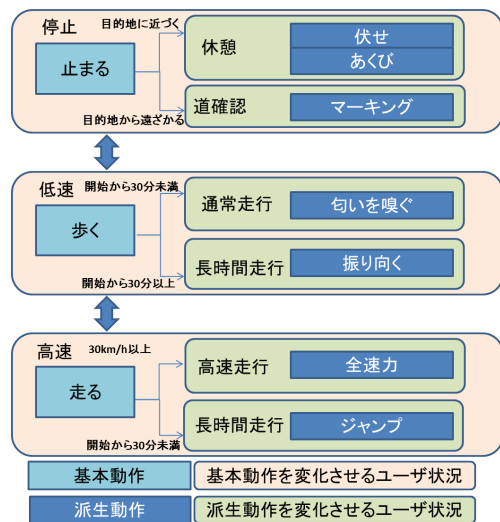 停止
目的地に近づく
止まる
休憩
伏せ
あくび
道確認
マーキング
目的地から遠ざかる
低速
開始から30分未満
歩く
通常走行
匂いを嗅ぐ
長時間走行
振り向く
開始から30分以上
高速
30km/h以上
走る
高速走行
全速力
長時間走行
ジャンプ
開始から30分未満
基本動作
基本動作を変化させるユーザ状況
派生動作
派生動作を変化させるユーザ状況